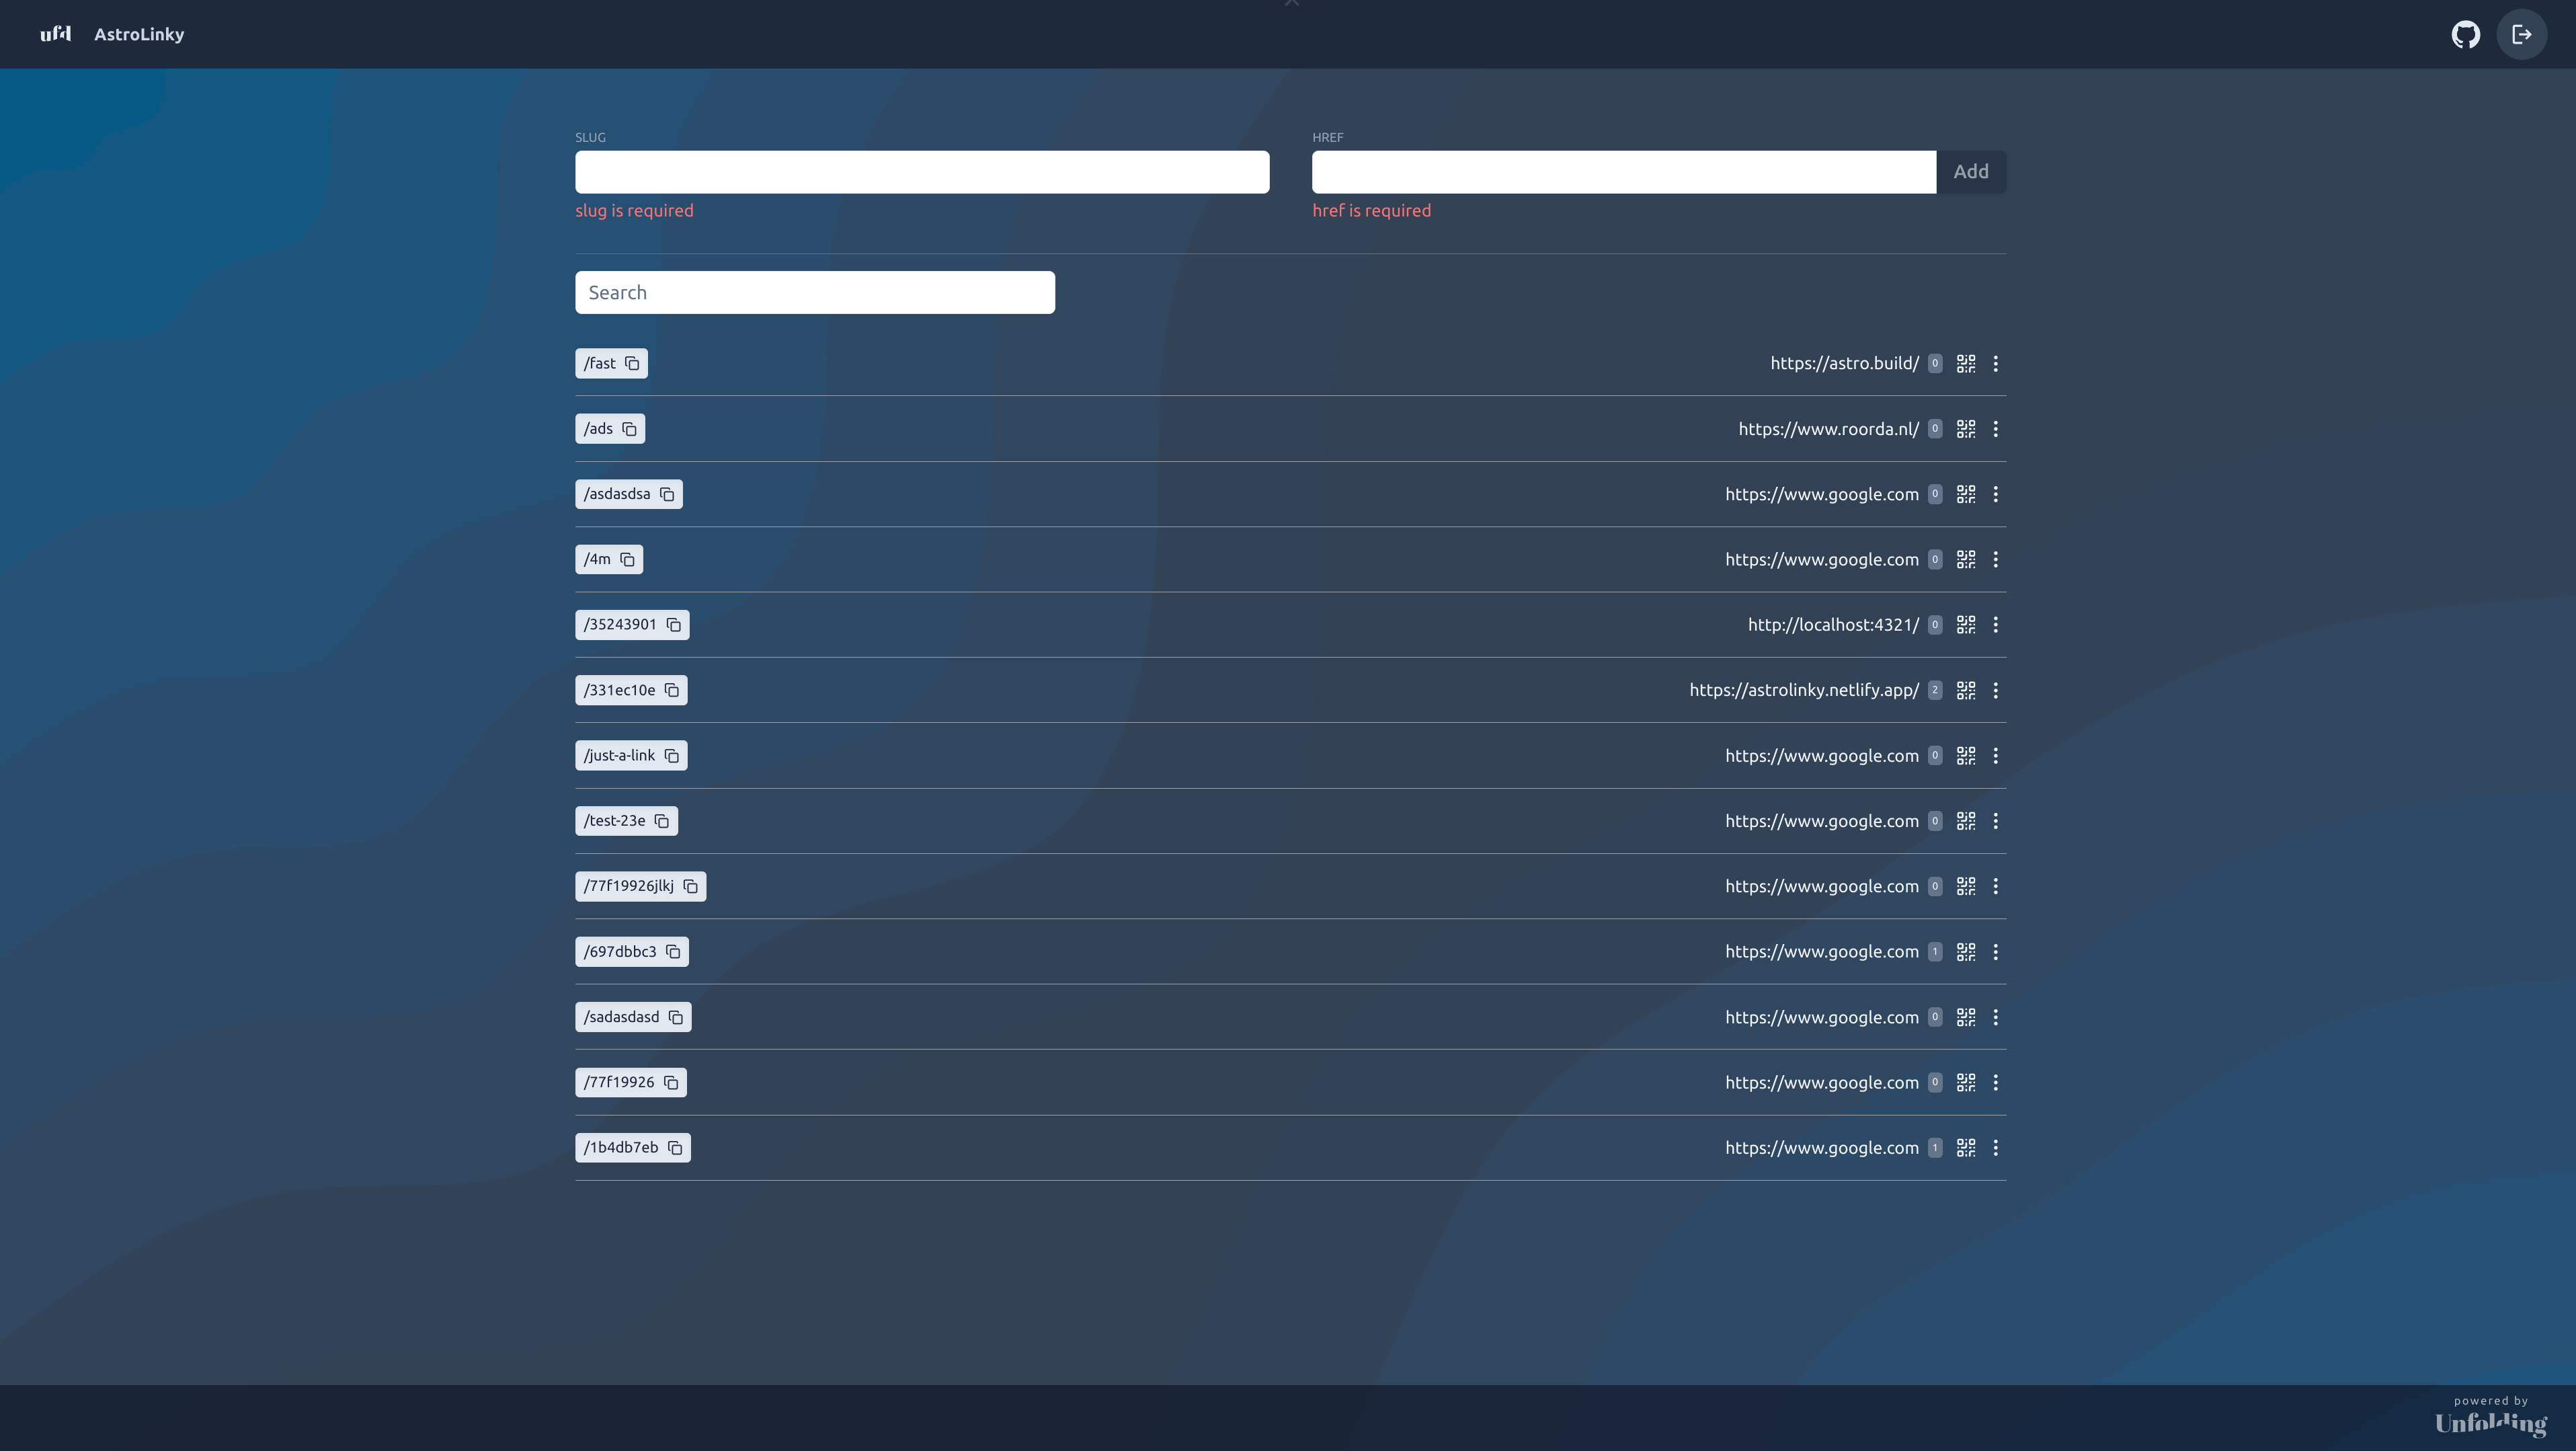 ufd AstroLinky
SLUG HREF
Add
slug is required href is required
Search
/fast https://astro.build/ 0
/ads https://www.roorda.nl/ 0
/asdasdsa https://www.google.com 0
/4m https://www.google.com 0
/35243901 http://localhost:4321/ 0
/331ec10e https://astrolinky.netlify.app/ 2
/just-a-link https://www.google.com 0
/test-23e https://www.google.com 0
/77f19926jlkj https://www.google.com 0
/697dbbc3 https://www.google.com 1
/sadasdasd https://www.google.com 0
/77f19926 https://www.google.com 0
/1b4db7eb https://www.google.com 1
powered by
Unfolding